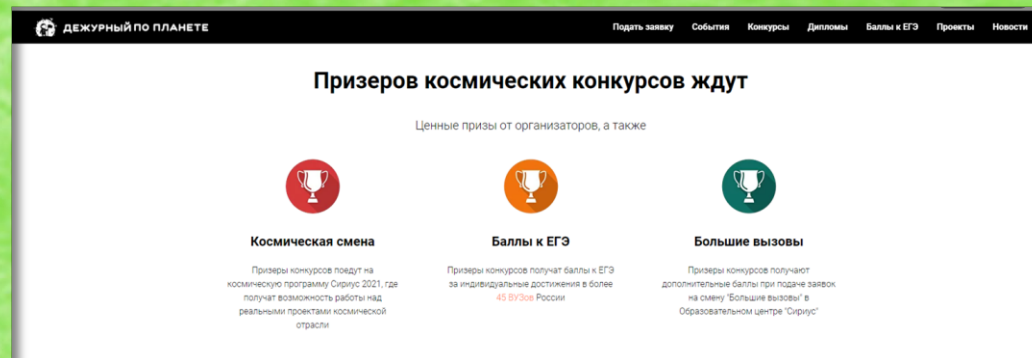 ДЕЖУРНЫЙ ПО ПЛАНЕТЕ
Подать заявку События Конкурсы Дипломы Баллы к ЕГЭ Проекты Новости
Призеров космических конкурсов ждут
Ценные призы от организаторов, а также
Космическая смена
Призеры конкурсов поедут на
космическую программу Сириус 2021, где
получат возможность работы над
реальными проектами космической
отрасли
Баллы к ЕГЭ
Призеры конкурсов получат баллы к ЕГЭ
за индивидуальные достижения в более
45 ВУЗов России
Большие вызовы
Призеры конкурсов получают
дополнительные баллы при подаче заявок
на смену "Большие вызовы" в
Образовательном центре "Сириус"